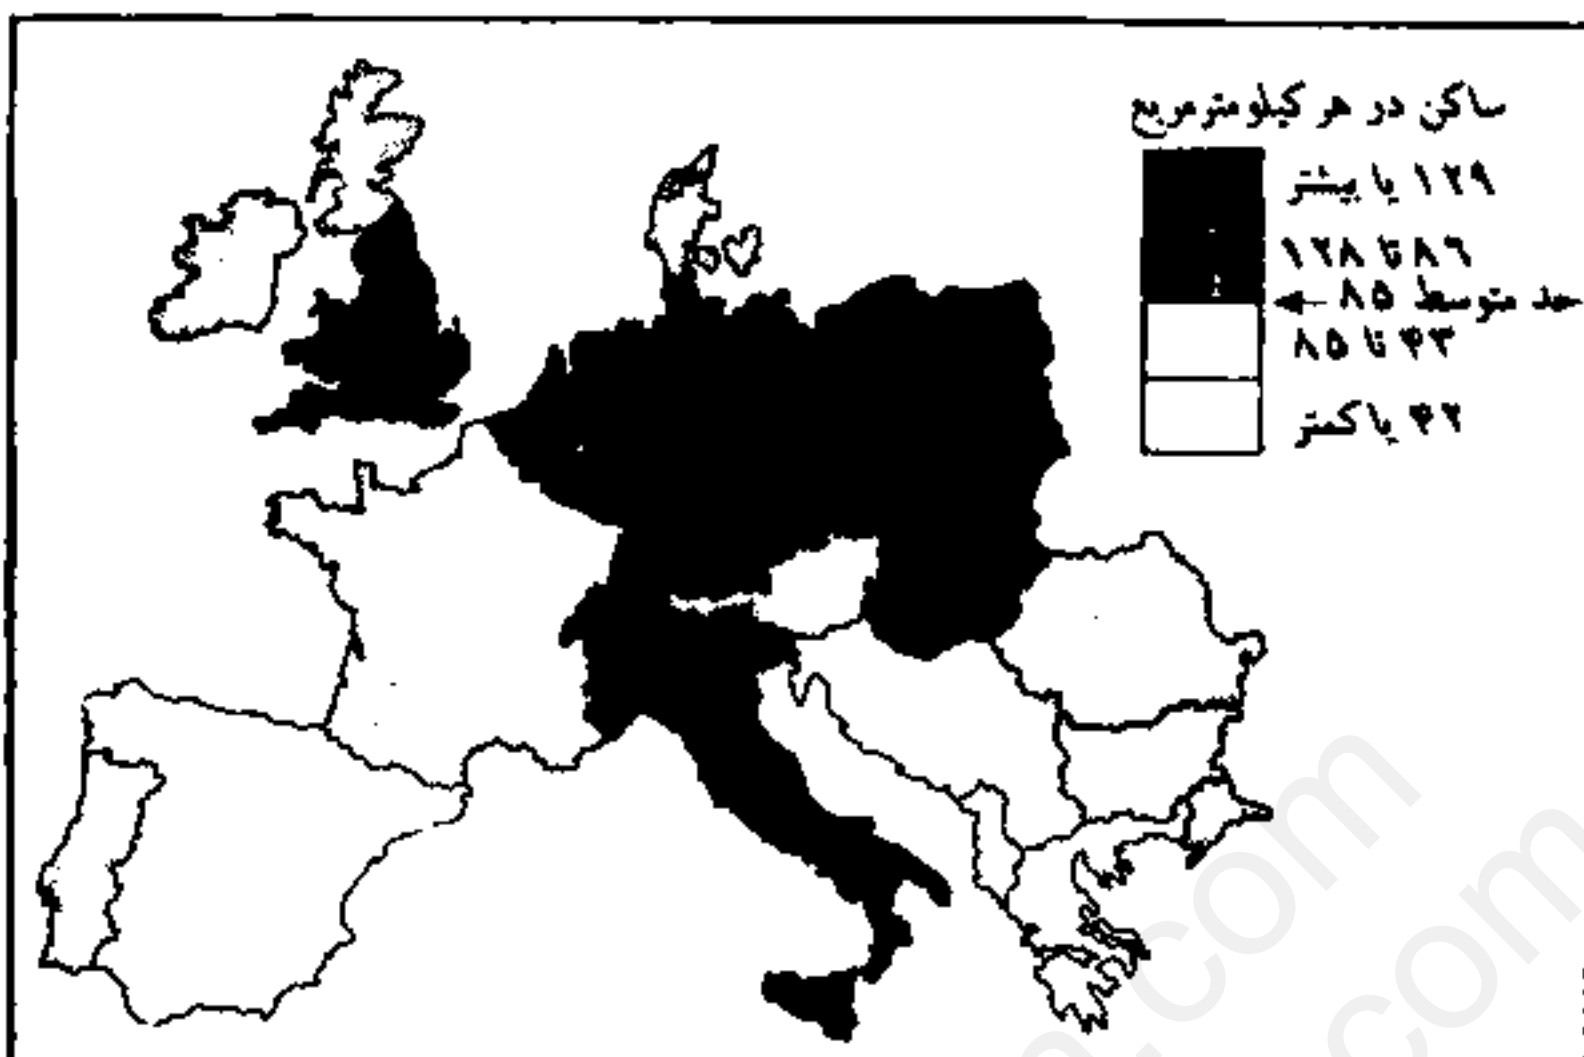 ساکن در هر کیلومترمربع
۱۲۹ یا بیشتر
۸۶ تا ۱۲۸
حد متوسط ۸۵ ←
۴۳ تا ۸۵
۴۲ یا کمتر